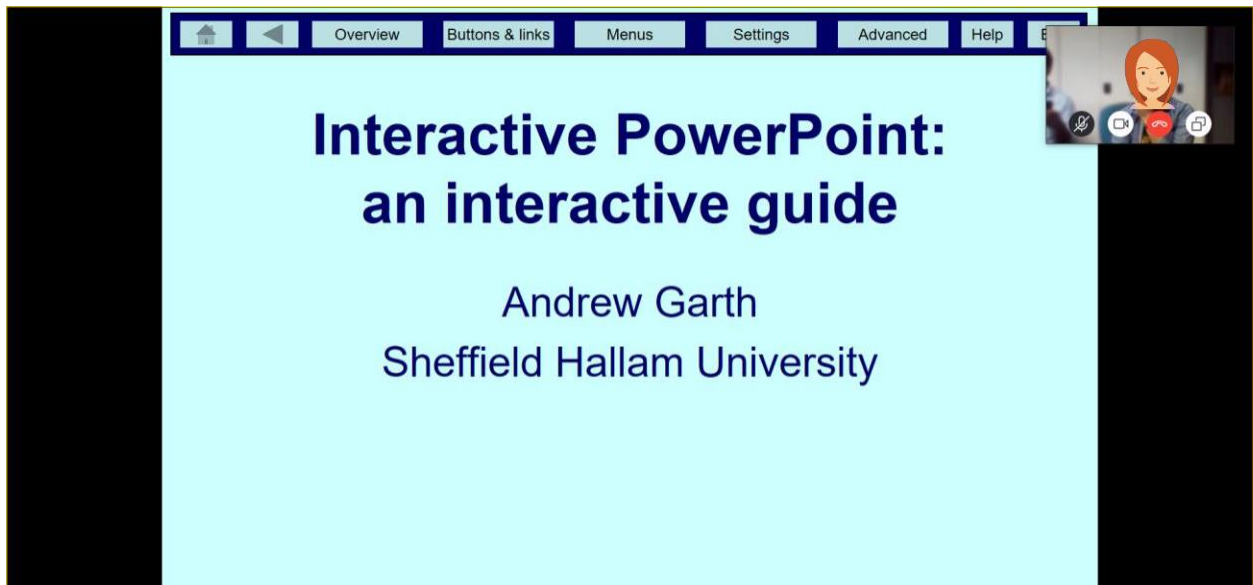 Overview Buttons & links Menus Settings Advanced Help
Interactive PowerPoint:
an interactive guide
Andrew Garth
Sheffield Hallam University